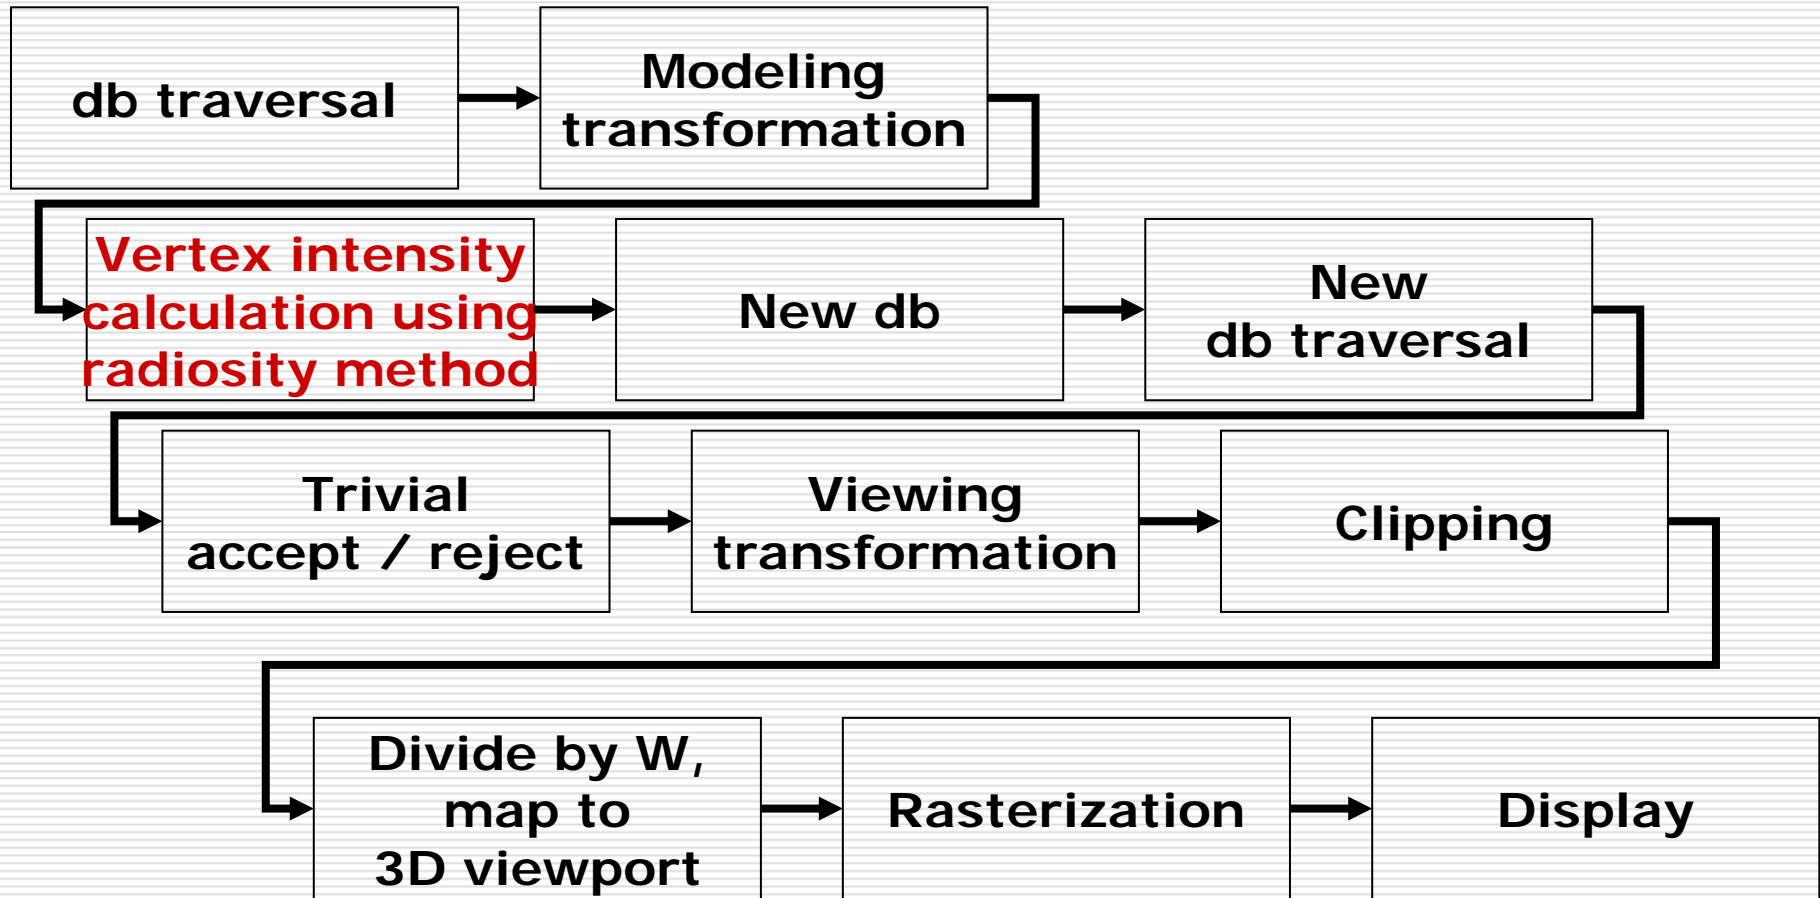 db traversal
Modeling
transformation
Vertex intensity
calculation using
radiosity method
New db
New
db traversal
Trivial
accept / reject
Viewing
transformation
Clipping
Divide by W,
map to
3D viewport
Rasterization
Display